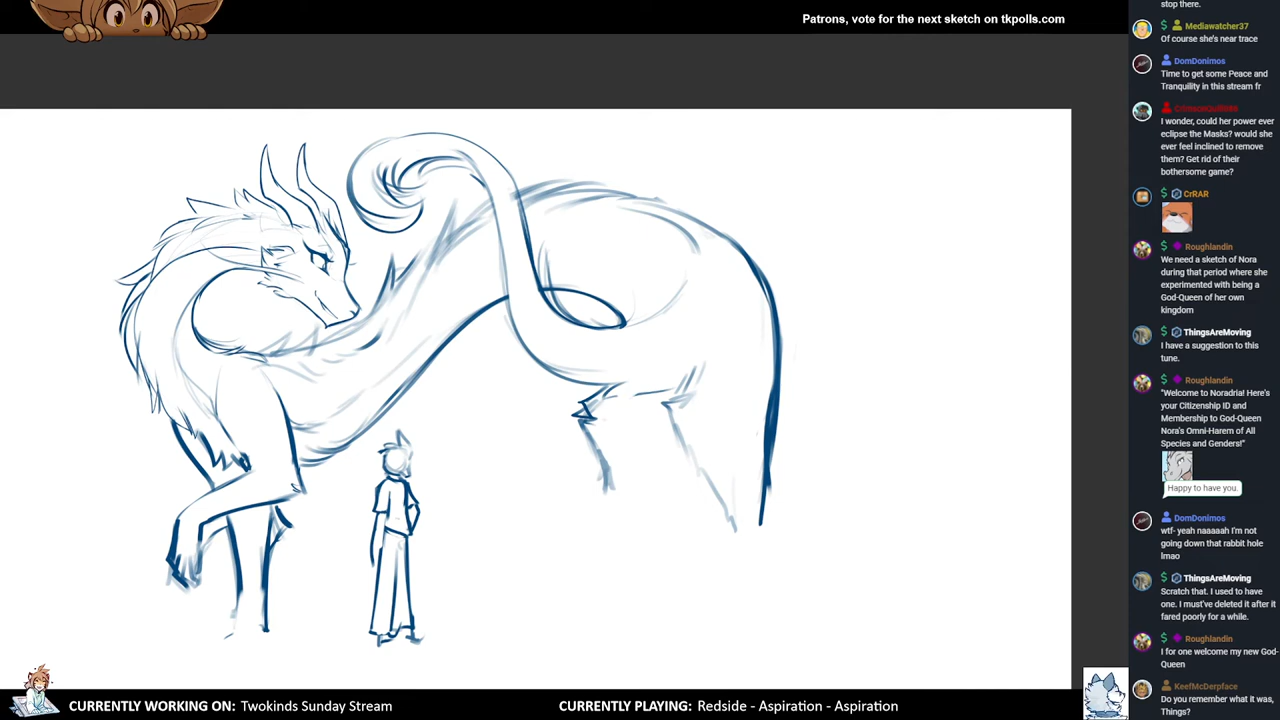 Patrons, vote for the next sketch on tkpolls.com
stop there.
Mediawatcher37
Of course she's near trace
DomDonimos
Time to get some Peace and
Tranquility in this stream fr
I wonder, could her power ever
eclipse the Masks? would she
ever feel inclined to remove
them? Get rid of their
bothersome game?
CrRAR
Roughlandin
We need a sketch of Nora
during that period where she
experimented with being a
God-Queen of her own
kingdom
ThingsAreMoving
I have a suggestion to this
tune.
Roughlandin
"Welcome to Noradria! Here's
your Citizenship ID and
Membership to God-Queen
Nora's Omni-Harem of All
Species and Genders!"
Happy to have you.
DomDonimos
wtf- yeah naaaaah I'm not
going down that rabbit hole
lmao
ThingsAreMoving
Scratch that. I used to have
one. I must've deleted it after it
fared poorly for a while.
Roughlandin
I for one welcome my new God-
Queen
KeefMcDerpface
Do you remember what it was,
Things?
CURRENTLY WORKING ON: Twokinds Sunday Stream
CURRENTLY PLAYING: Redside - Aspiration - Aspiration